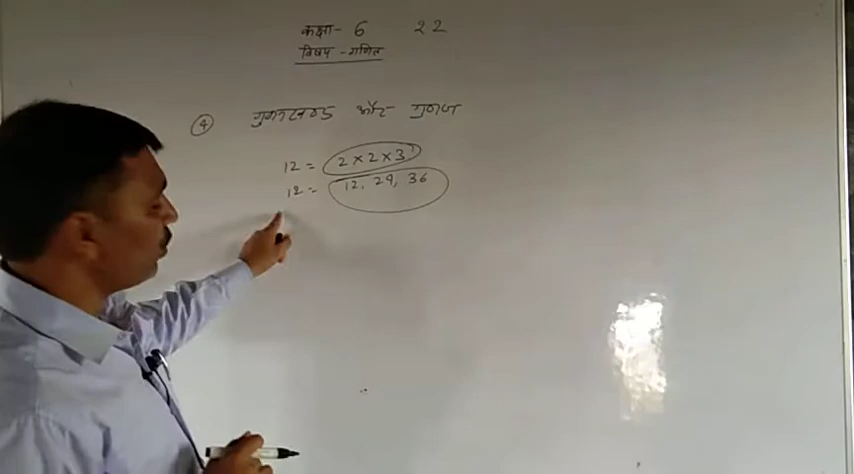 कक्षा- 6 22
विषय - गणित
4 गुणनखण्ड और गुणज
12 = 2 × 2 × 3
12 = 12, 24, 36